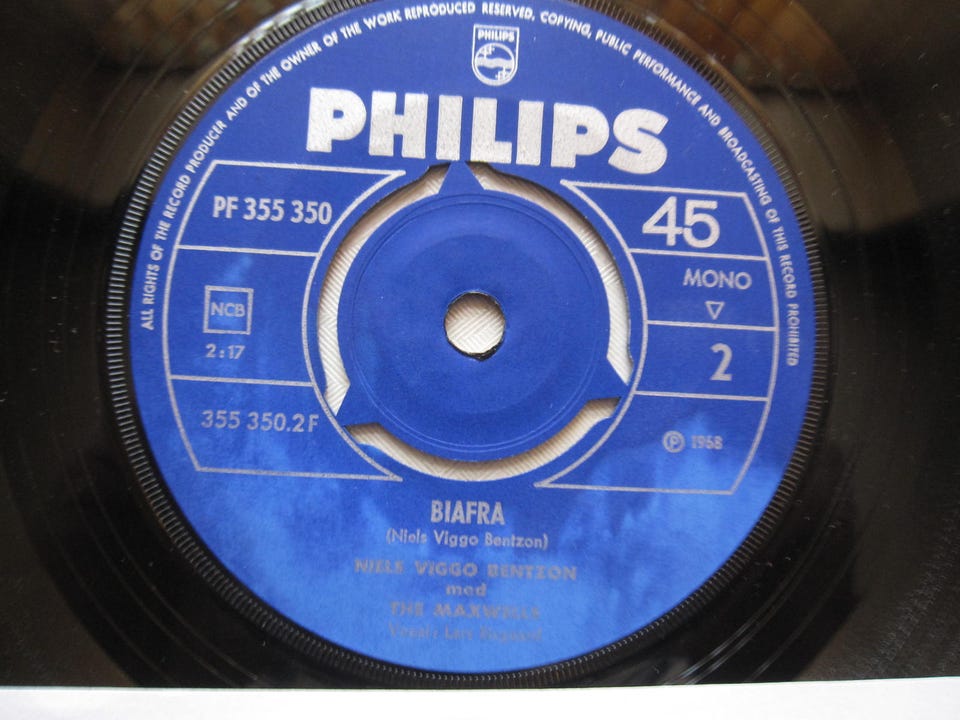 ALL RIGHTS OF THE RECORD PRODUCER AND OF THE OWNER OF THE WORK REPRODUCED RESERVED, COPYING, PUBLIC PERFORMANCE AND BROADCASTING OF THIS RECORD PROHIBITED
PHILIPS
PHILIPS
PF 355 350
45
MONO
NCB
2:17
2
355 350.2F
Ⓟ 1968
BIAFRA
(Niels Viggo Bentzon)
NIELS VIGGO BENTZON
med
THE MAXWELLS